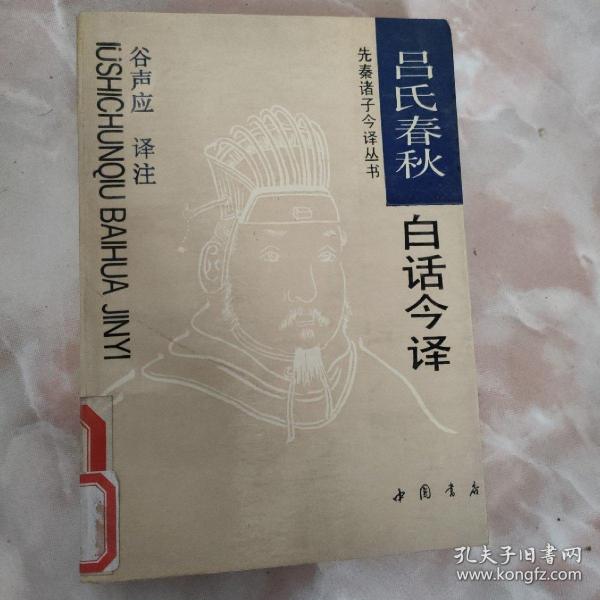 吕氏春秋
白话今译
先秦诸子今译丛书
谷声应 译注
lÜSHICHUNQIU BAIHUA JINYI
中国书店
孔夫子旧书网
www.kongfz.com